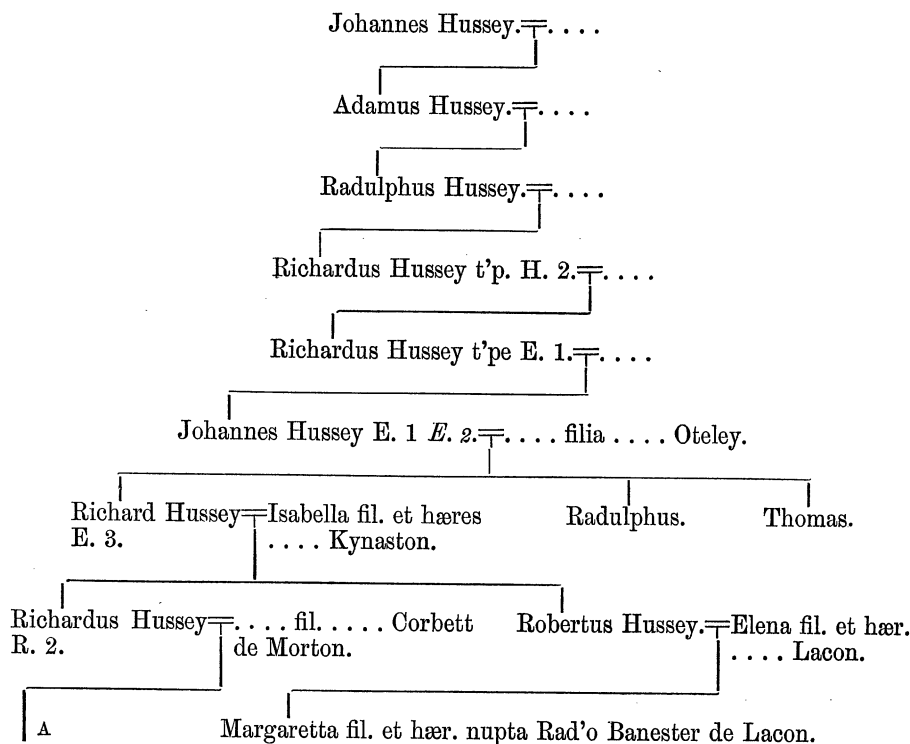 Johannes Hussey.=. . . .
Adamus Hussey.=. . . .
Radulphus Hussey.=. . . .
Richardus Hussey t'p. H. 2.=. . . .
Richardus Hussey t'pe E. 1.=. . . .
Johannes Hussey E. 1 E. 2.=. . . . filia . . . . Oteley.
Richard Hussey=Isabella fil. et hæres Radulphus. Thomas.
E. 3. . . . . Kynaston.
Richardus Hussey=. . . . fil. . . . . Corbett Robertus Hussey.=Elena fil. et hær.
R. 2. de Morton. . . . . Lacon.
A Margaretta fil. et hær. nupta Rad'o Banester de Lacon.